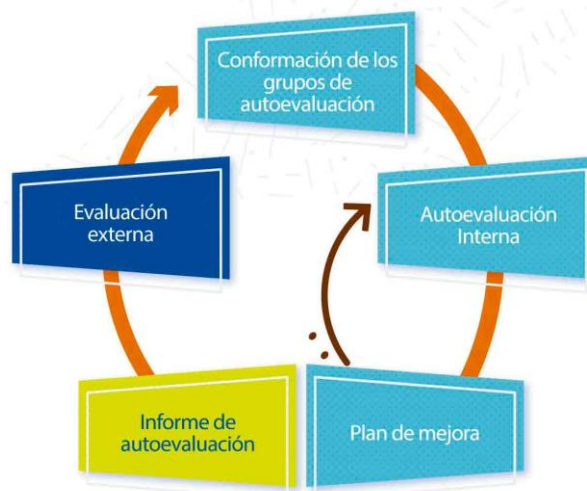 Conformación de los
grupos de
autoevaluación
Evaluación
externa
Autoevaluación
Interna
Informe de
autoevaluación
Plan de mejora